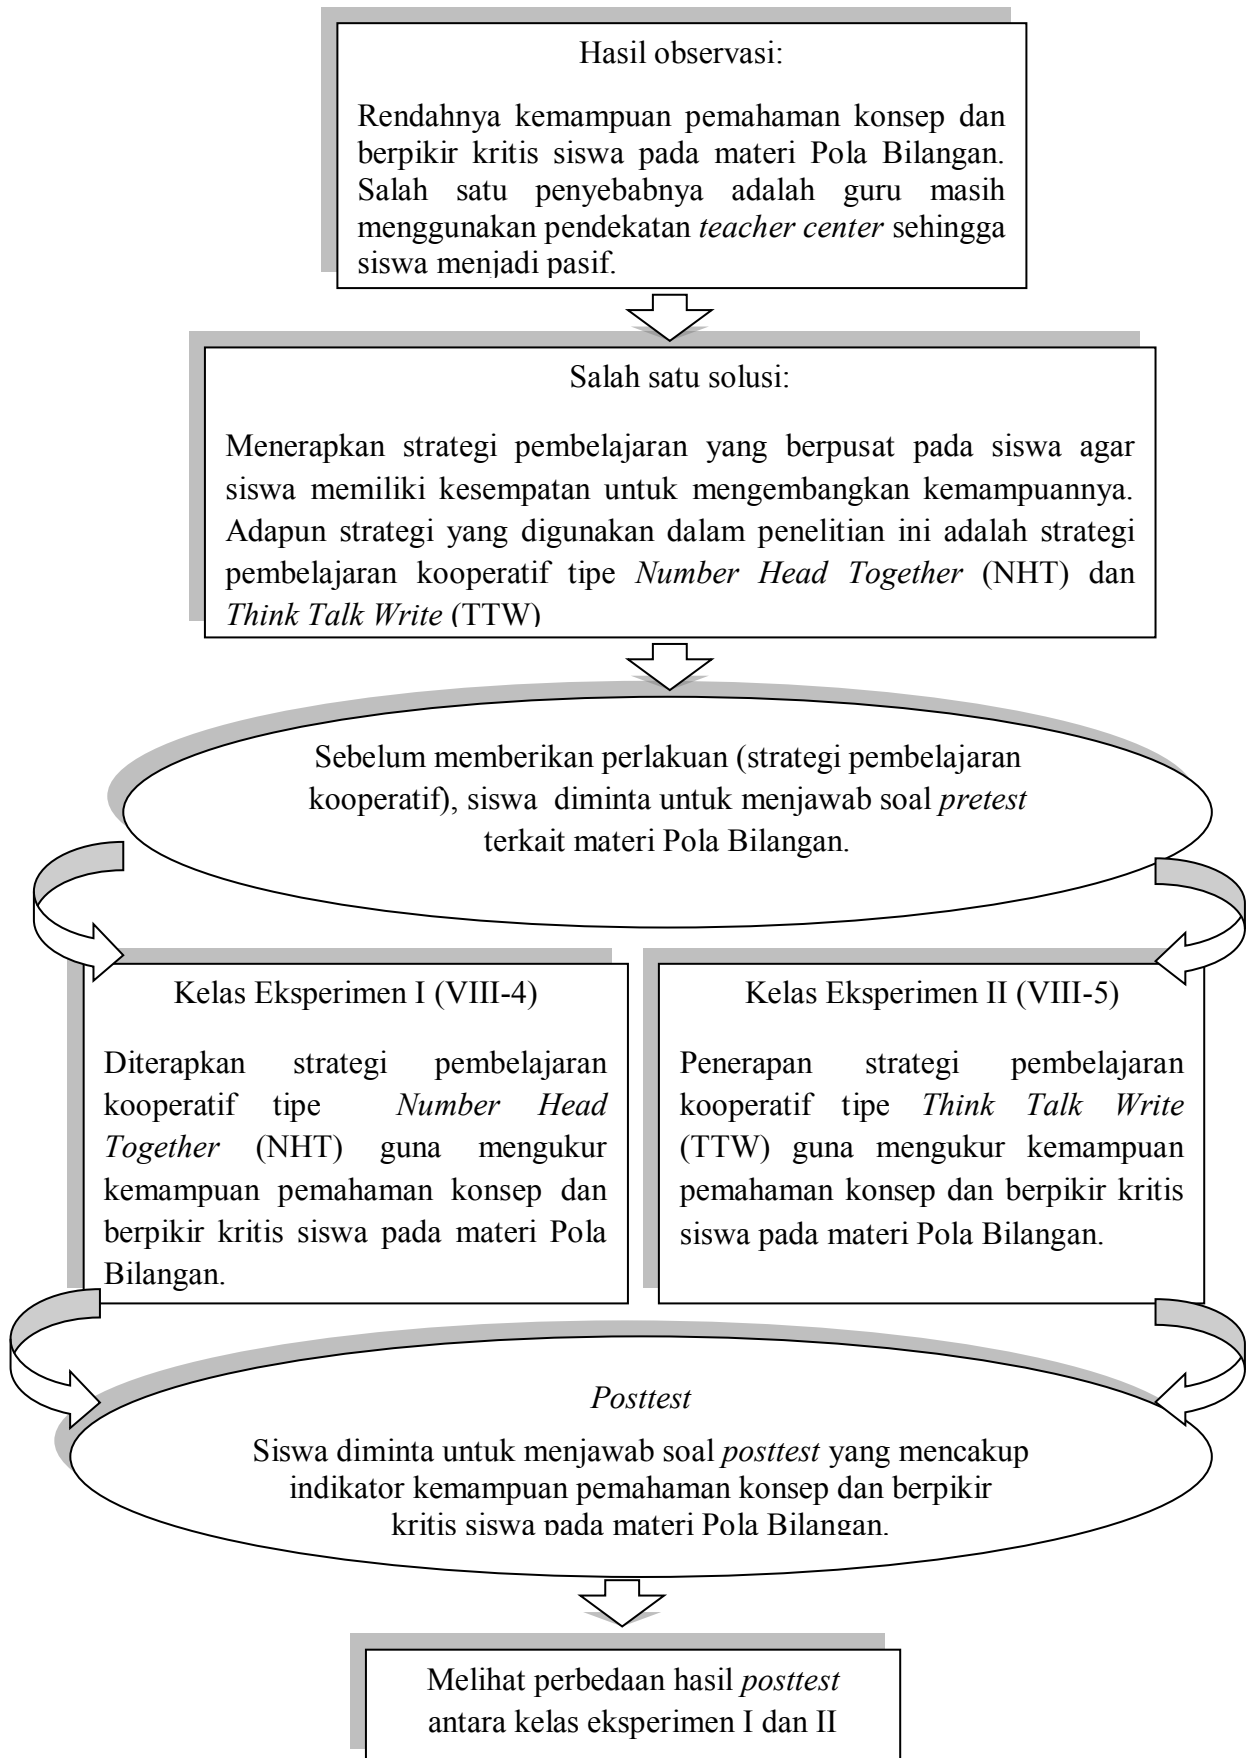 Hasil observasi:
Rendahnya kemampuan pemahaman konsep dan
berpikir kritis siswa pada materi Pola Bilangan.
Salah satu penyebabnya adalah guru masih
menggunakan pendekatan teacher center sehingga
siswa menjadi pasif.
Salah satu solusi:
Menerapkan strategi pembelajaran yang berpusat pada siswa agar
siswa memiliki kesempatan untuk mengembangkan kemampuannya.
Adapun strategi yang digunakan dalam penelitian ini adalah strategi
pembelajaran kooperatif tipe Number Head Together (NHT) dan
Think Talk Write (TTW)
Sebelum memberikan perlakuan (strategi pembelajaran
kooperatif), siswa diminta untuk menjawab soal pretest
terkait materi Pola Bilangan.
Kelas Eksperimen I (VIII-4)
Diterapkan strategi pembelajaran
kooperatif tipe Number Head
Together (NHT) guna mengukur
kemampuan pemahaman konsep dan
berpikir kritis siswa pada materi Pola
Bilangan.
Kelas Eksperimen II (VIII-5)
Penerapan strategi pembelajaran
kooperatif tipe Think Talk Write
(TTW) guna mengukur kemampuan
pemahaman konsep dan berpikir kritis
siswa pada materi Pola Bilangan.
Posttest
Siswa diminta untuk menjawab soal posttest yang mencakup
indikator kemampuan pemahaman konsep dan berpikir
kritis siswa pada materi Pola Bilangan.
Melihat perbedaan hasil posttest
antara kelas eksperimen I dan II